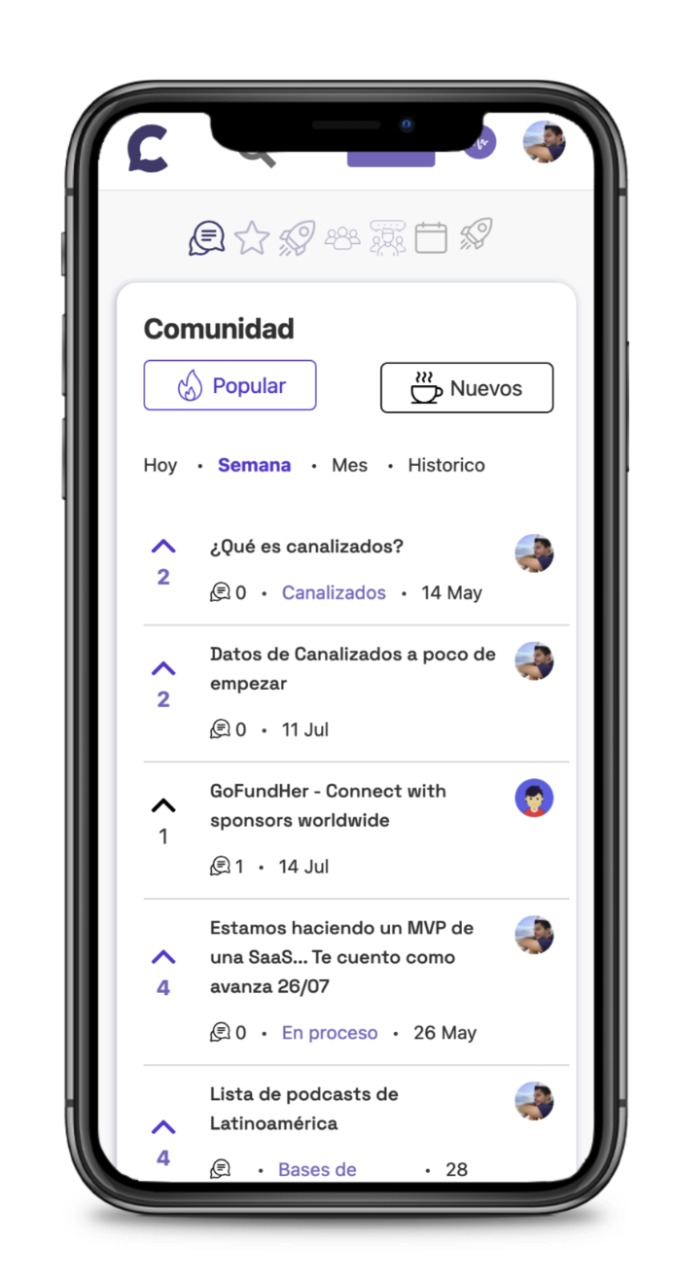 Comunidad
Popular
Nuevos
Hoy · Semana · Mes · Historico
¿Qué es canalizados?
2
0 · Canalizados · 14 May
Datos de Canalizados a poco de
empezar
2
0 · 11 Jul
GoFundHer - Connect with
sponsors worldwide
1
1 · 14 Jul
Estamos haciendo un MVP de
una SaaS... Te cuento como
avanza 26/07
4
0 · En proceso · 26 May
Lista de podcasts de
Latinoamérica
4
· Bases de · 28